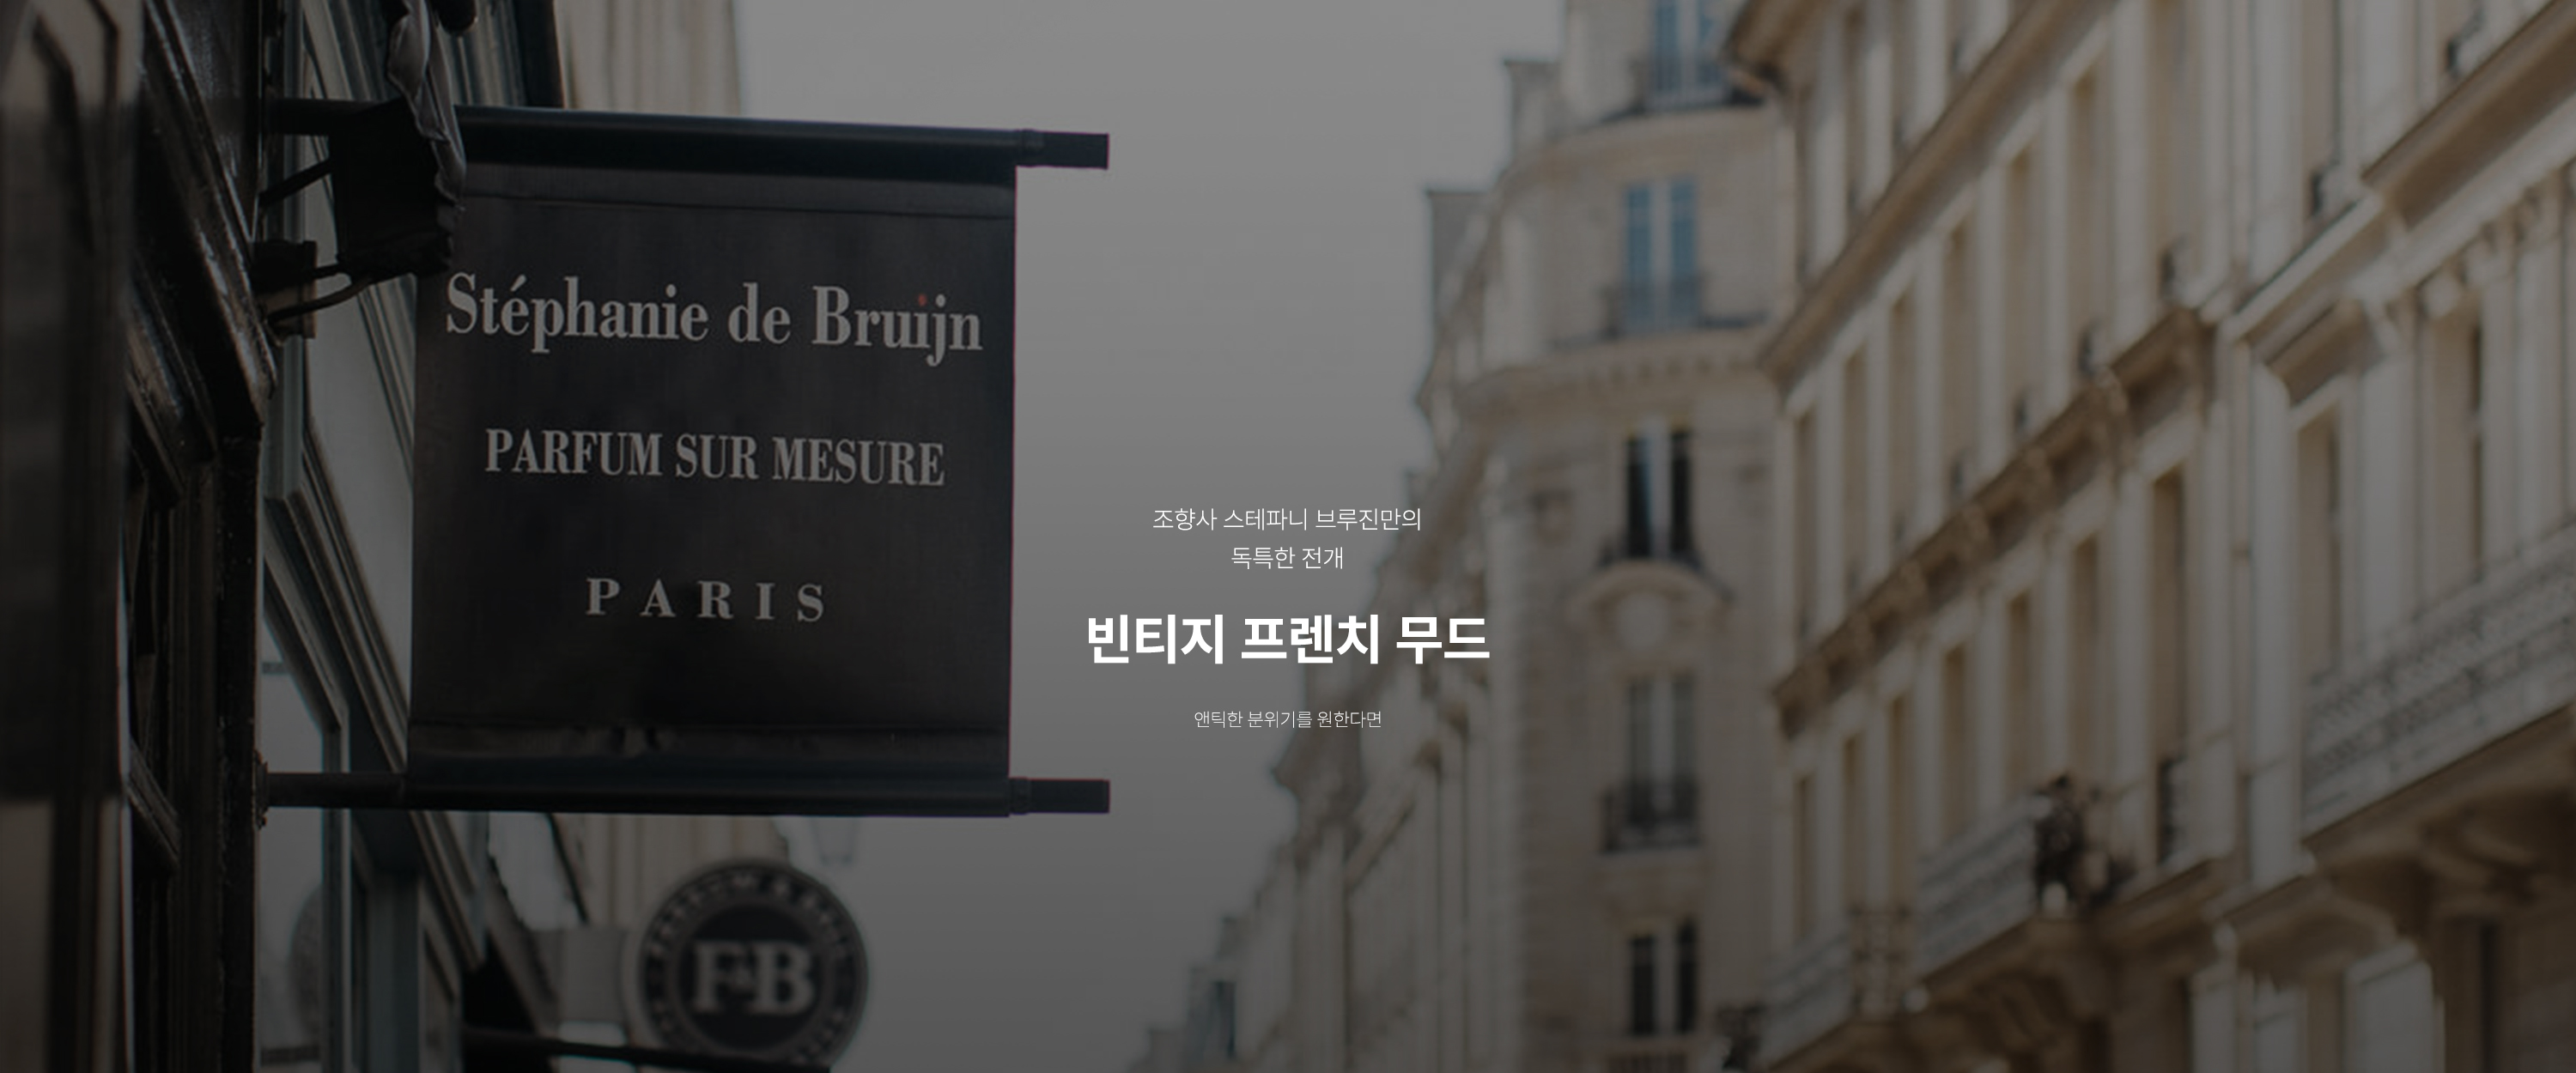 Stéphanie de Bruijn
PARFUM SUR MESURE
PARIS
조향사 스테파니 브루진만의
독특한 전개
빈티지 프렌치 무드
앤틱한 분위기를 원한다면
F&B